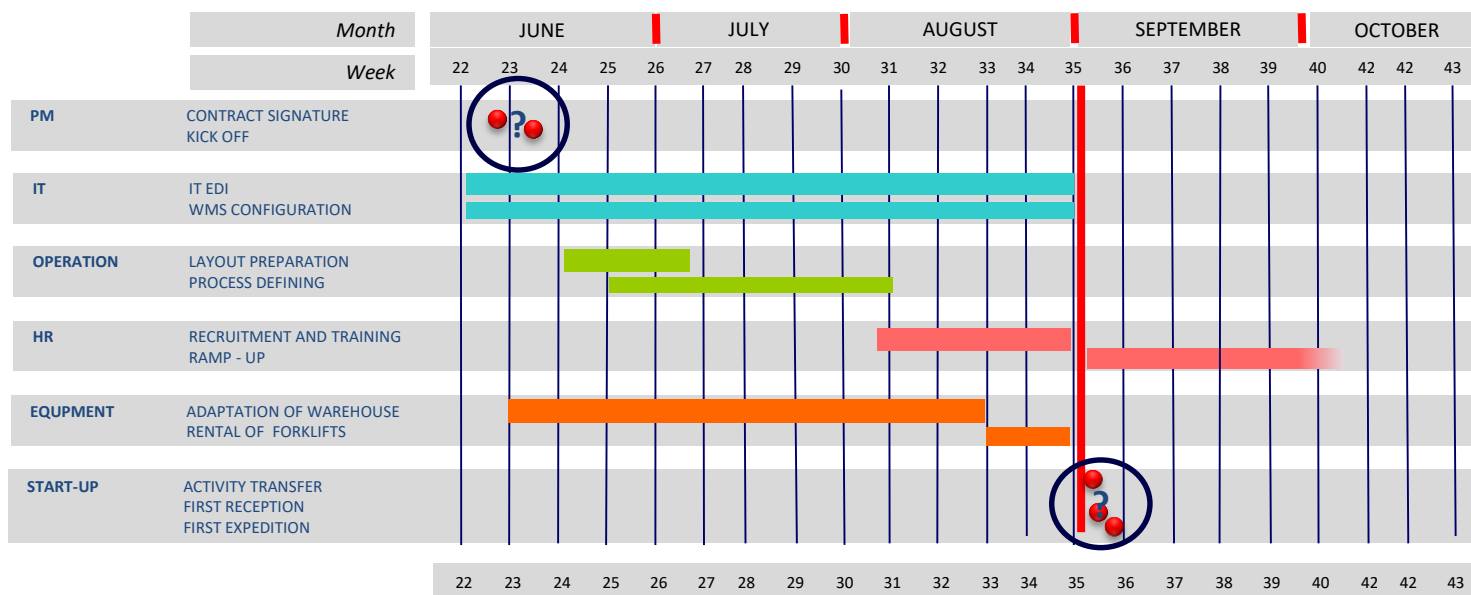 Month JUNE JULY AUGUST SEPTEMBER OCTOBER
Week 22 23 24 25 26 27 28 29 30 31 32 33 34 35 36 37 38 39 40 42 42 43
PM CONTRACT SIGNATURE
KICK OFF
?
IT IT EDI
WMS CONFIGURATION
OPERATION LAYOUT PREPARATION
PROCESS DEFINING
HR RECRUITMENT AND TRAINING
RAMP - UP
EQUPMENT ADAPTATION OF WAREHOUSE
RENTAL OF FORKLIFTS
START-UP ACTIVITY TRANSFER
FIRST RECEPTION
FIRST EXPEDITION
?
22 23 24 25 26 27 28 29 30 31 32 33 34 35 36 37 38 39 40 42 42 43